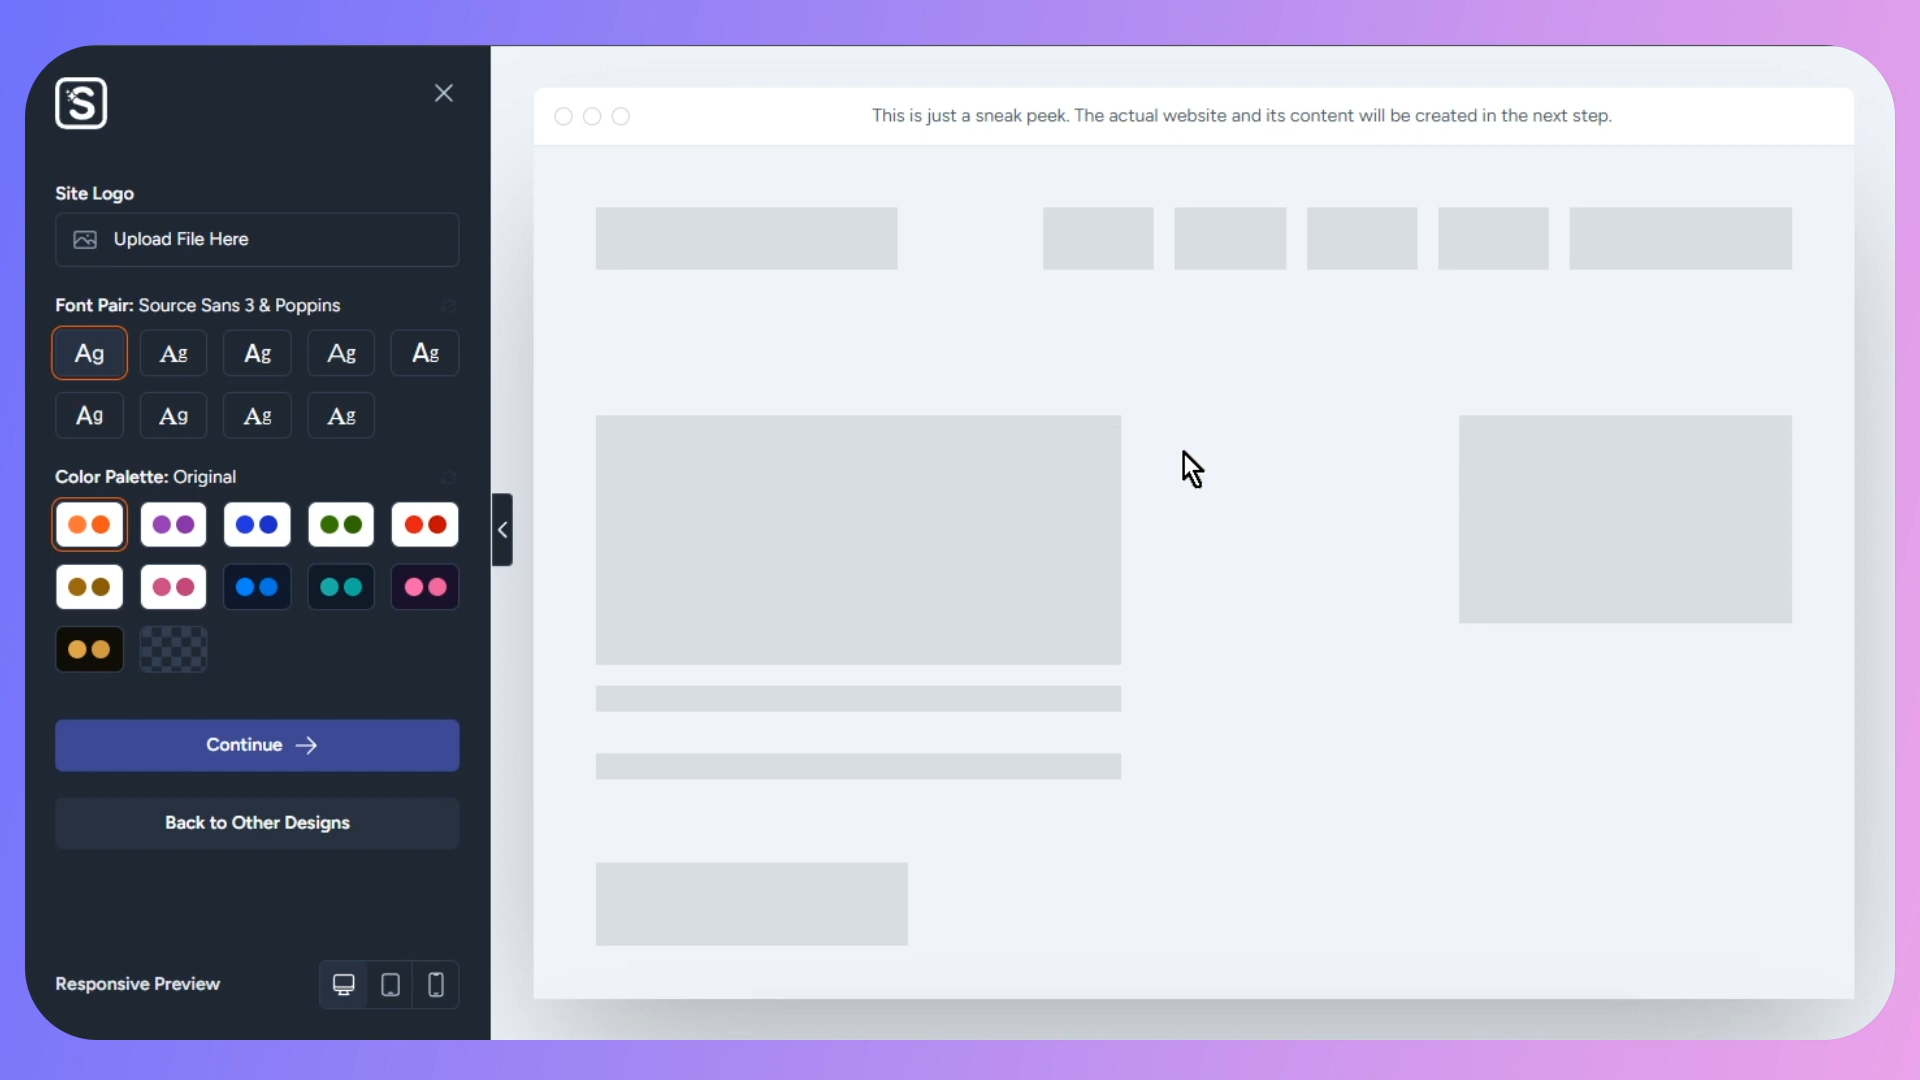 S
This is just a sneak peek. The actual website and its content will be created in the next step.
Site Logo
Upload File Here
Font Pair: Source Sans 3 & Poppins
Ag Ag Ag Ag Ag
Ag Ag Ag Ag
Color Palette: Original
Continue
Back to Other Designs
Responsive Preview